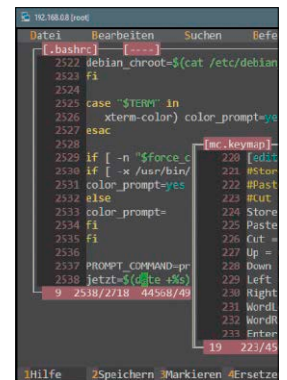 192.168.0.8 [root]
Datei Bearbeiten Suchen Befe
[.bashrc] [----]
2522 debian_chroot=$(cat /etc/debian
2523 fi
2524
2525 case "$TERM" in
2526 xterm-color) color_prompt=ye
2527 esac
2528
2529 if [ -n "$force_c
2530 if [ -x /usr/bin/
2531 color_prompt=yes
2532 else
2533 color_prompt=
2534 fi
2535 fi
2536
2537 PROMPT_COMMAND=pr
2538 jetzt=$(date +%s)
9 2538/2718 44568/49
[mc.keymap]
220 [edit
221 #Stor
222 #Past
223 #Cut
224 Store
225 Paste
226 Cut =
227 Up =
228 Down
229 Left
230 Right
231 WordL
232 WordR
233 Enter
19 223/45
1Hilfe 2Speichern 3Markieren 4Ersetze